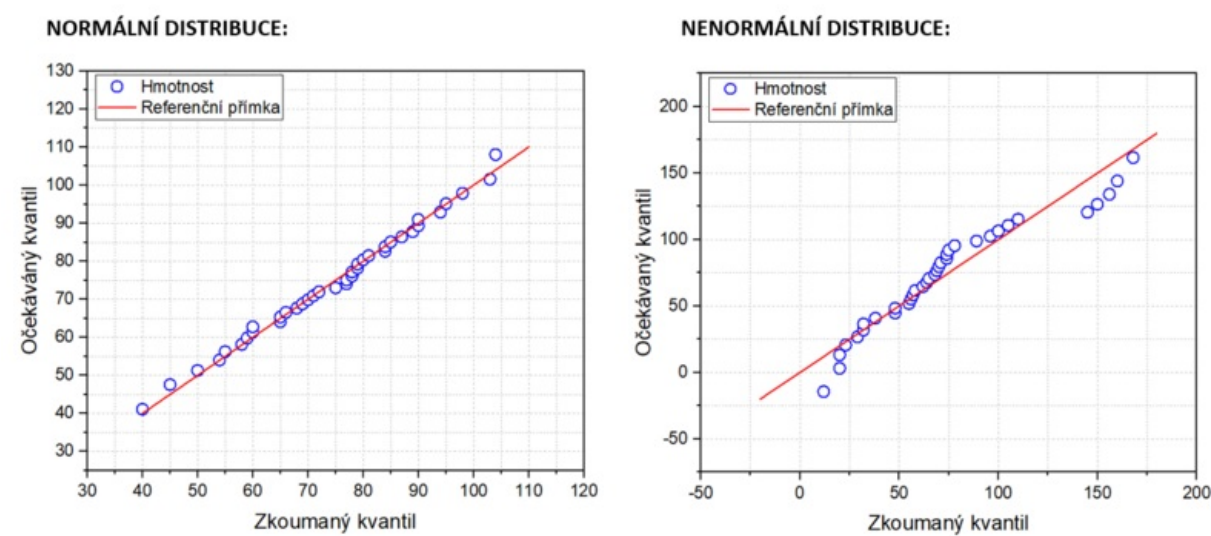 NORMÁLNÍ DISTRIBUCE:
130
120
110
100
90
80
70
60
50
40
30
Hmotnost
Referenční přímka
Očekáváný kvantil
30 40 50 60 70 80 90 100 110 120
Zkoumaný kvantil
NENORMÁLNÍ DISTRIBUCE:
200
150
100
50
0
-50
Hmotnost
Referenční přímka
Očekávaný kvantil
-50 0 50 100 150 200
Zkoumaný kvantil